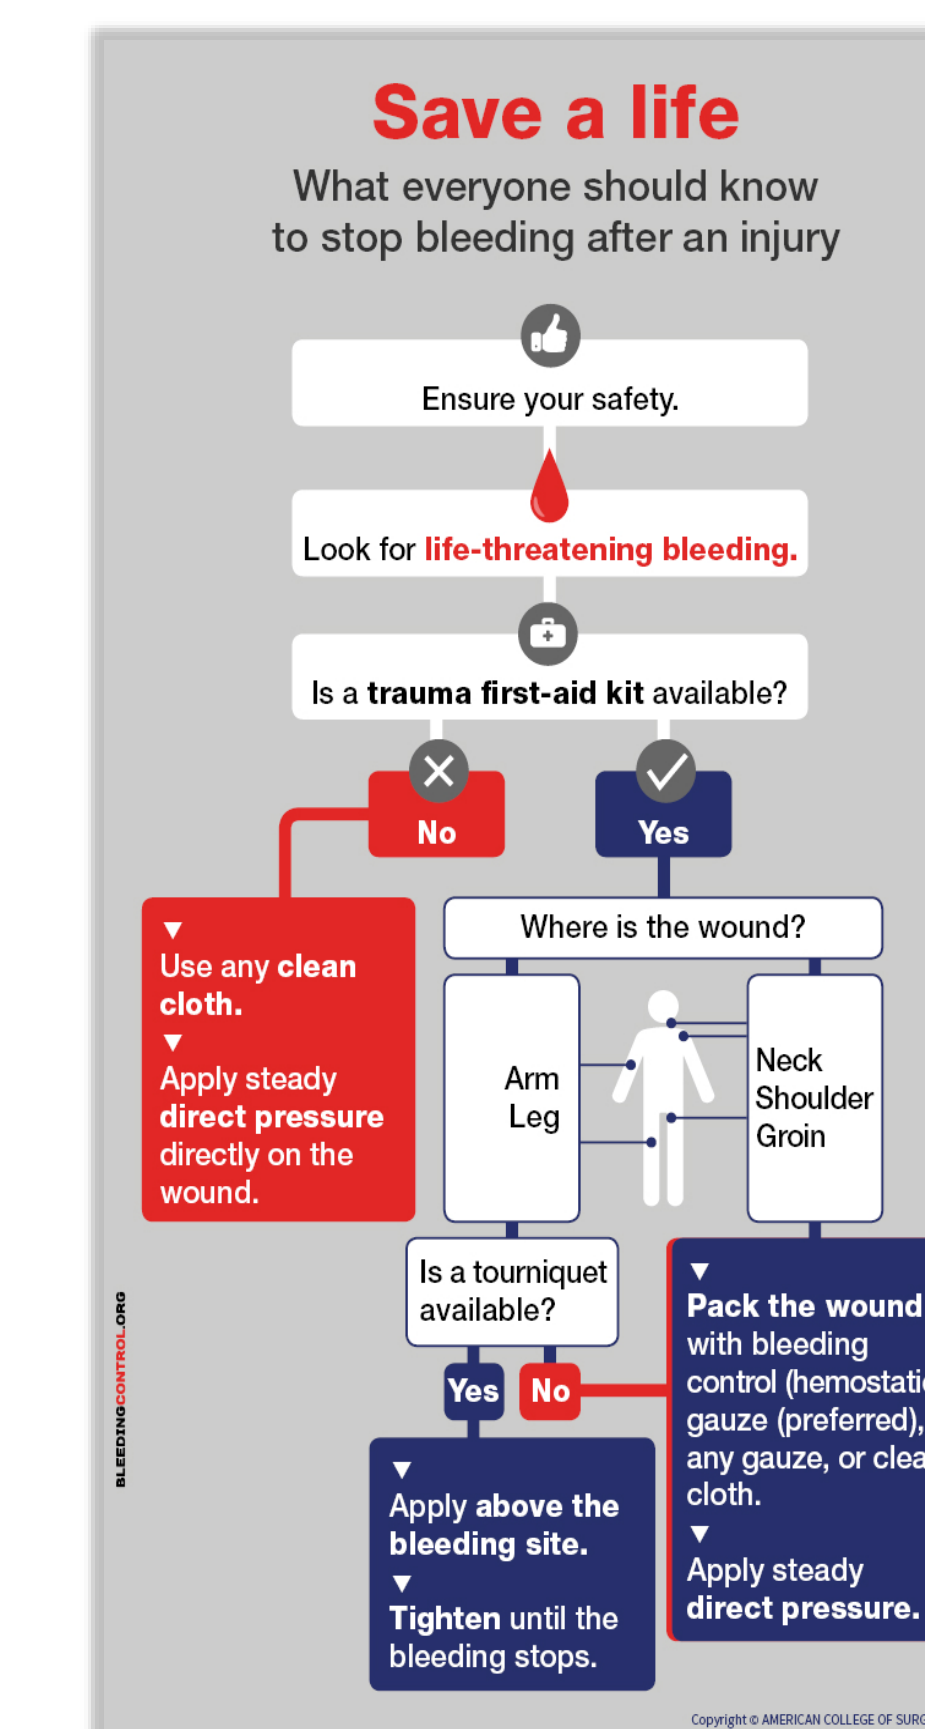 Save a life
What everyone should know
to stop bleeding after an injury
Ensure your safety.
Look for life-threatening bleeding.
Is a trauma first-aid kit available?
No
Yes
Use any clean
cloth.
Apply steady
direct pressure
directly on the
wound.
Where is the wound?
Arm
Leg
Neck
Shoulder
Groin
Is a tourniquet
available?
Yes
No
Apply above the
bleeding site.
Tighten until the
bleeding stops.
Pack the wound
with bleeding
control (hemostati
gauze (preferred),
any gauze, or clea
cloth.
Apply steady
direct pressure.
BLEEDINGCONTROL.ORG
Copyright © AMERICAN COLLEGE OF SURG